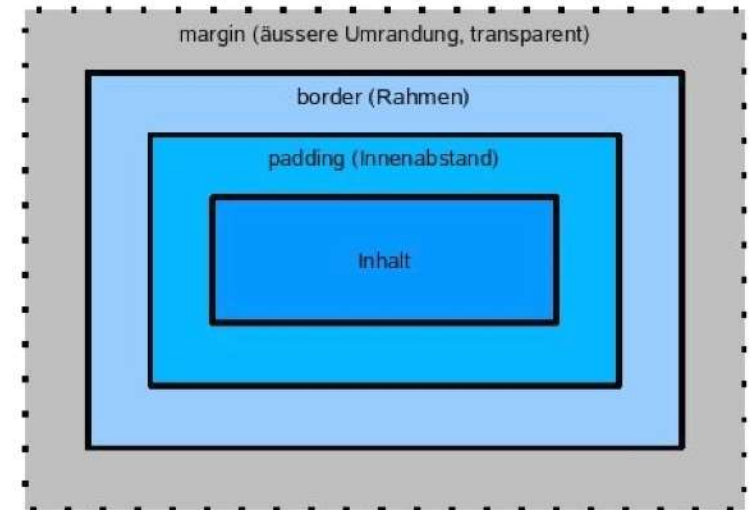 margin (äussere Umrandung, transparent)
border (Rahmen)
padding (Innenabstand)
Inhalt